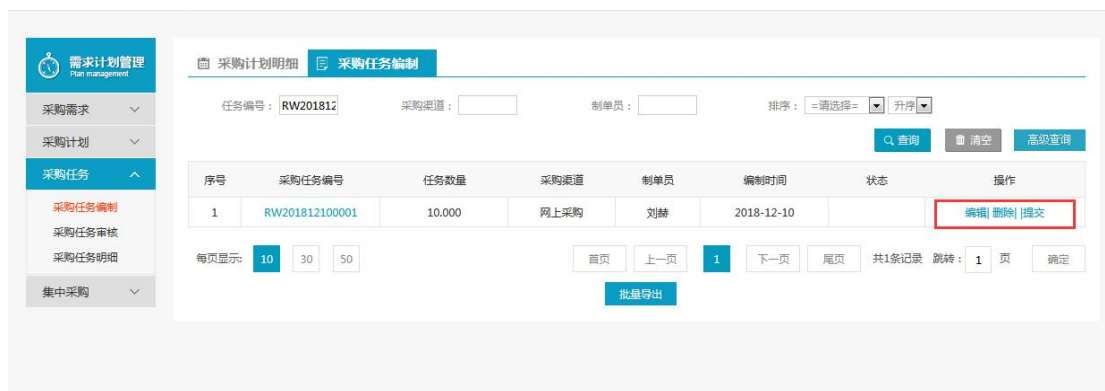 需求计划管理
Plan management
采购需求
采购计划
采购任务
采购任务编制
采购任务审核
采购任务明细
集中采购
采购计划明细 采购任务编制
任务编号： RW201812 采购渠道： 制单员： 排序： =请选择= 升序
查询 清空 高级查询
序号 采购任务编号 任务数量 采购渠道 制单员 编制时间 状态 操作
1 RW201812100001 10.000 网上采购 刘赫 2018-12-10 编辑| 删除| |提交
每页显示: 10 30 50 首页 上一页 1 下一页 尾页 共1条记录 跳转： 1 页 确定
批量导出